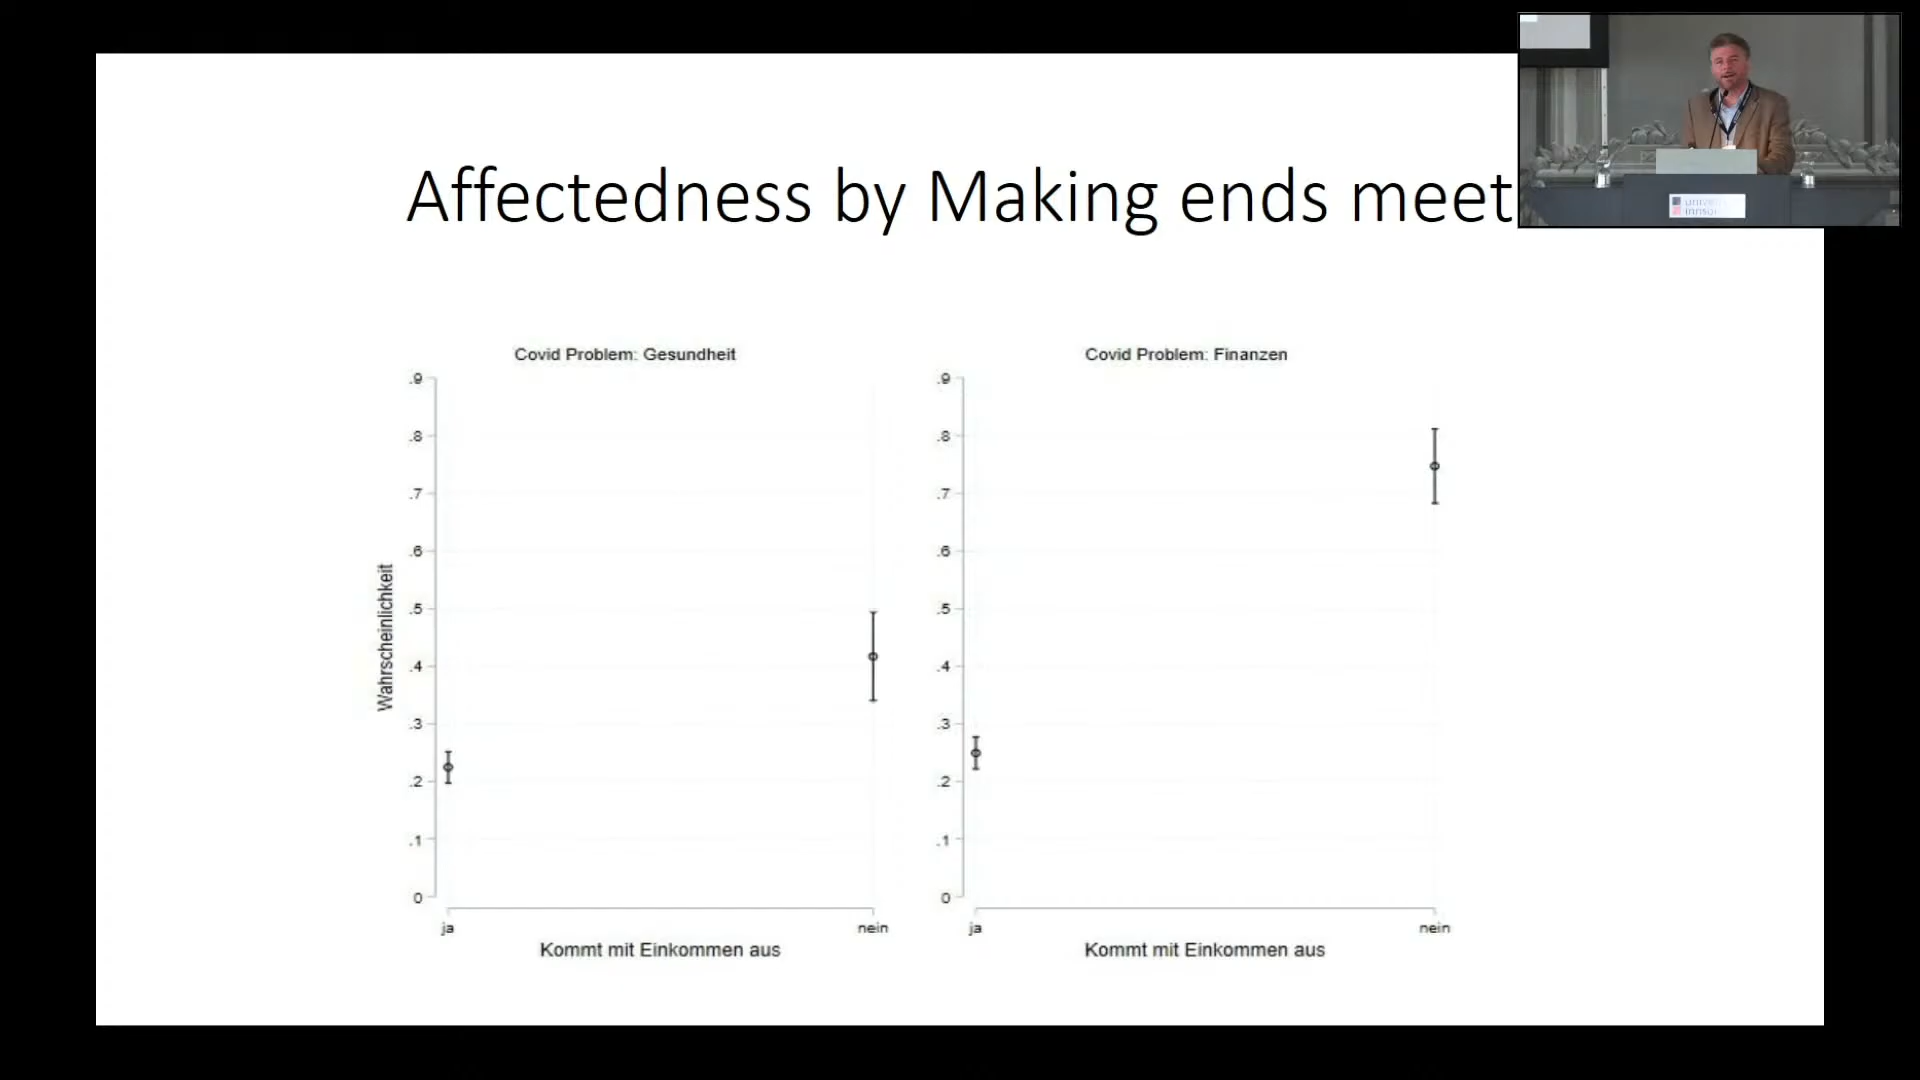 Affectedness by Making ends meet
Covid Problem: Gesundheit
Wahrscheinlichkeit
.9
.8
.7
.6
.5
.4
.3
.2
.1
0
ja
nein
Kommt mit Einkommen aus
Covid Problem: Finanzen
.9
.8
.7
.6
.5
.4
.3
.2
.1
0
ja
nein
Kommt mit Einkommen aus